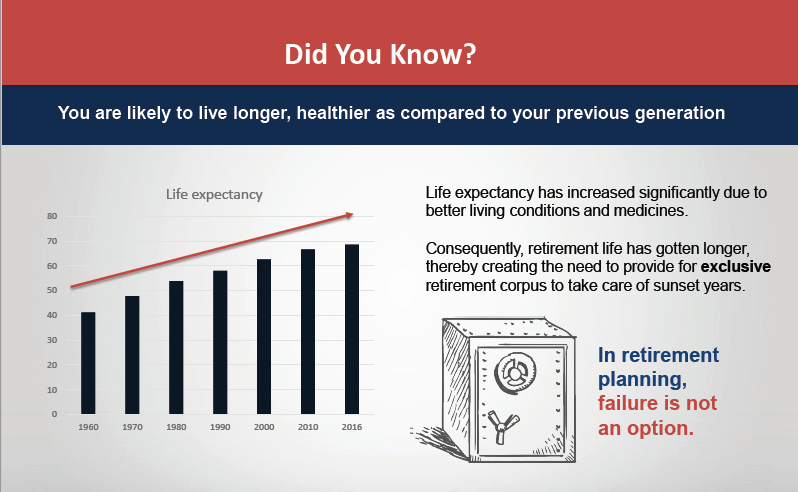 Did You Know?
You are likely to live longer, healthier as compared to your previous generation
Life expectancy
80
70
60
50
40
30
20
10
0
1960 1970 1980 1990 2000 2010 2016
Life expectancy has increased significantly due to
better living conditions and medicines.
Consequently, retirement life has gotten longer,
thereby creating the need to provide for exclusive
retirement corpus to take care of sunset years.
In retirement
planning,
failure is not
an option.